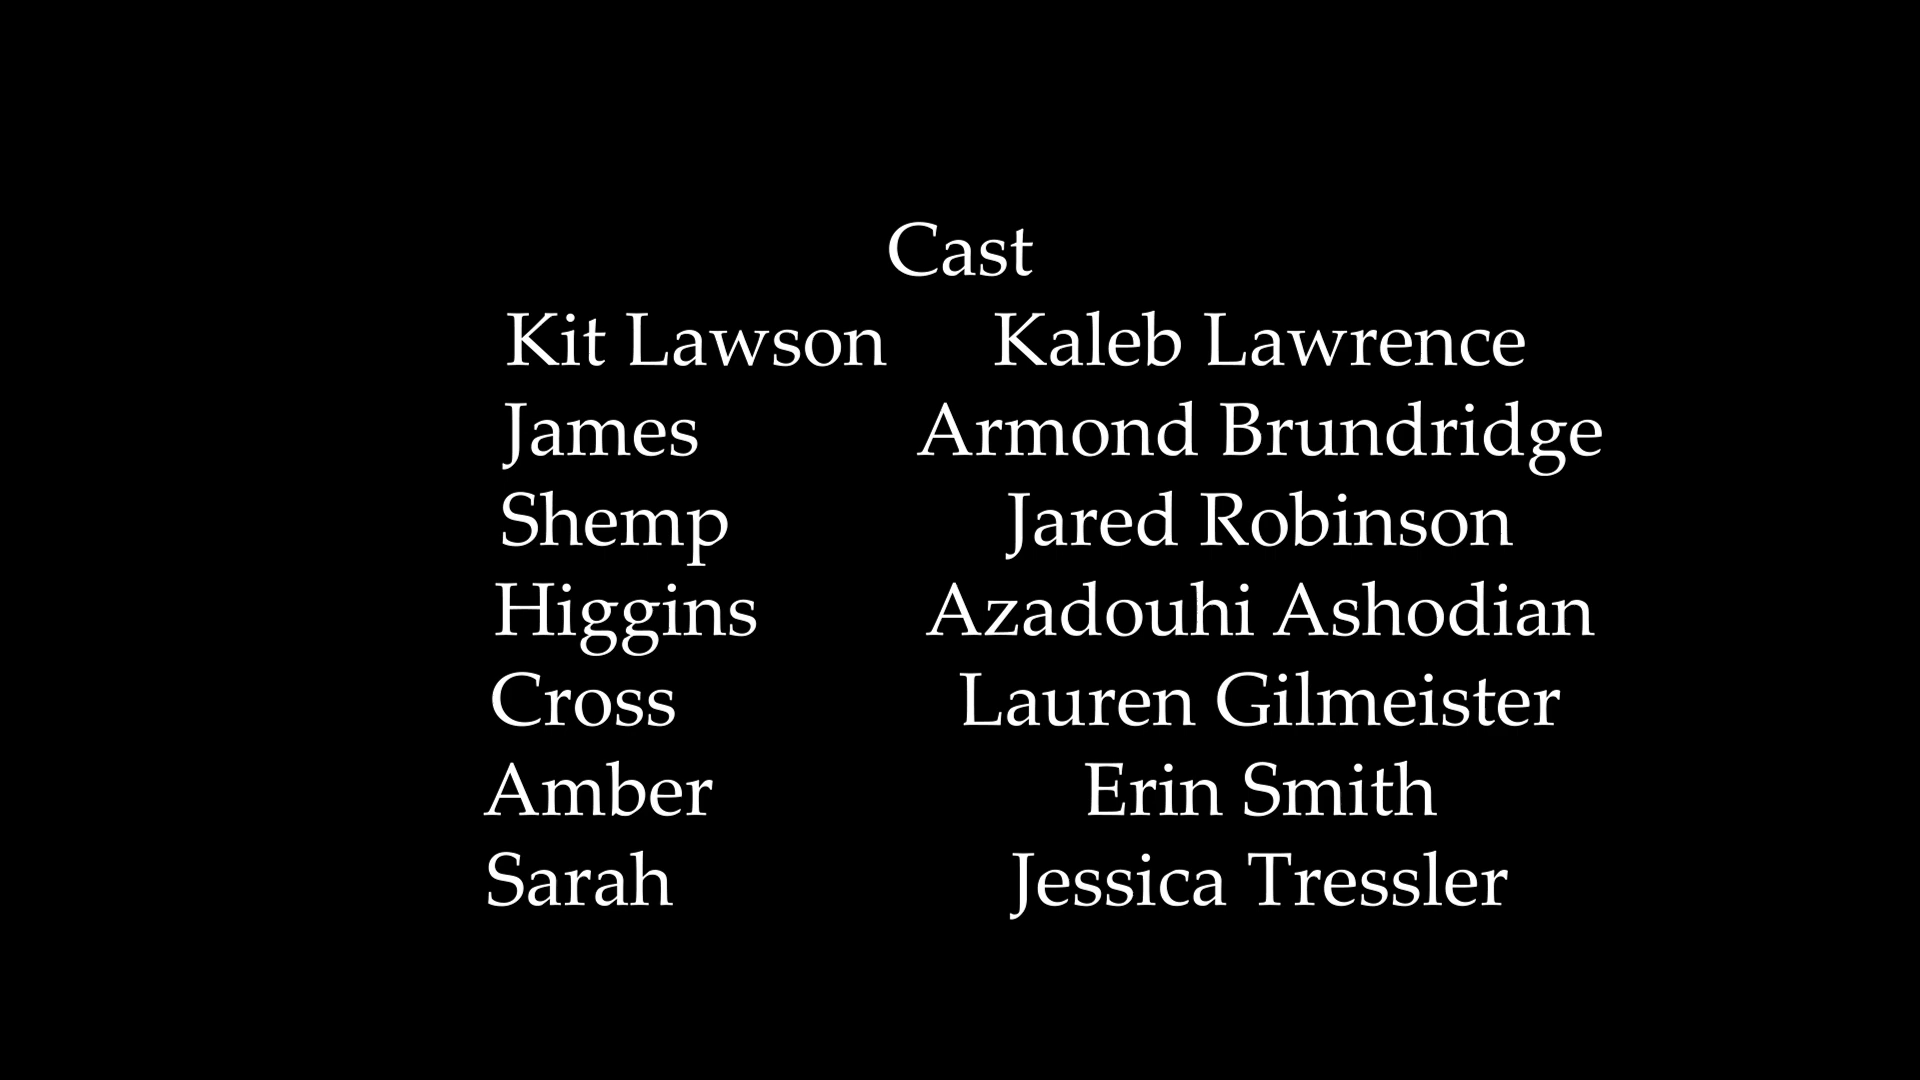 Cast
Kit Lawson Kaleb Lawrence
James Armond Brundridge
Shemp Jared Robinson
Higgins Azadouhi Ashodian
Cross Lauren Gilmeister
Amber Erin Smith
Sarah Jessica Tressler